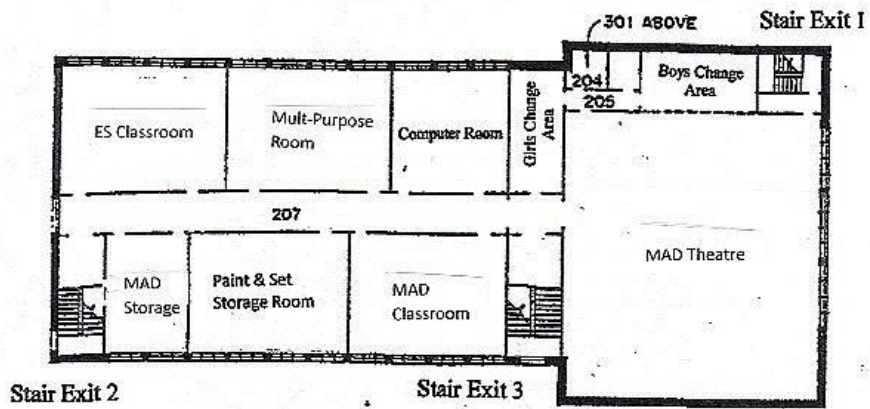 301 ABOVE
Stair Exit 1
204
205
Boys Change
Area
ES Classroom
Mult-Purpose
Room
Computer Room
Girls Change
Area
207
MAD Theatre
MAD
Storage
Paint & Set
Storage Room
MAD
Classroom
Stair Exit 2
Stair Exit 3